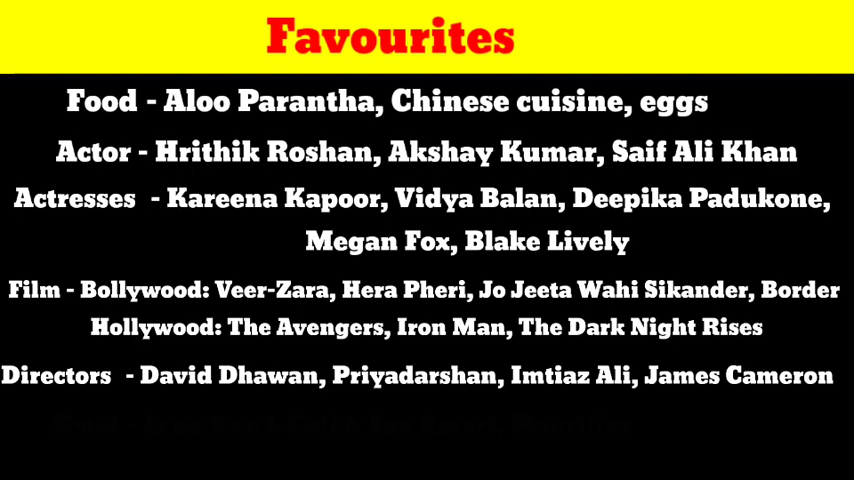 Favourites
Food - Aloo Parantha, Chinese cuisine, eggs
Actor - Hrithik Roshan, Akshay Kumar, Saif Ali Khan
Actresses - Kareena Kapoor, Vidya Balan, Deepika Padukone,
Megan Fox, Blake Lively
Film - Bollywood: Veer-Zara, Hera Pheri, Jo Jeeta Wahi Sikander, Border
Hollywood: The Avengers, Iron Man, The Dark Night Rises
Directors - David Dhawan, Priyadarshan, Imtiaz Ali, James Cameron